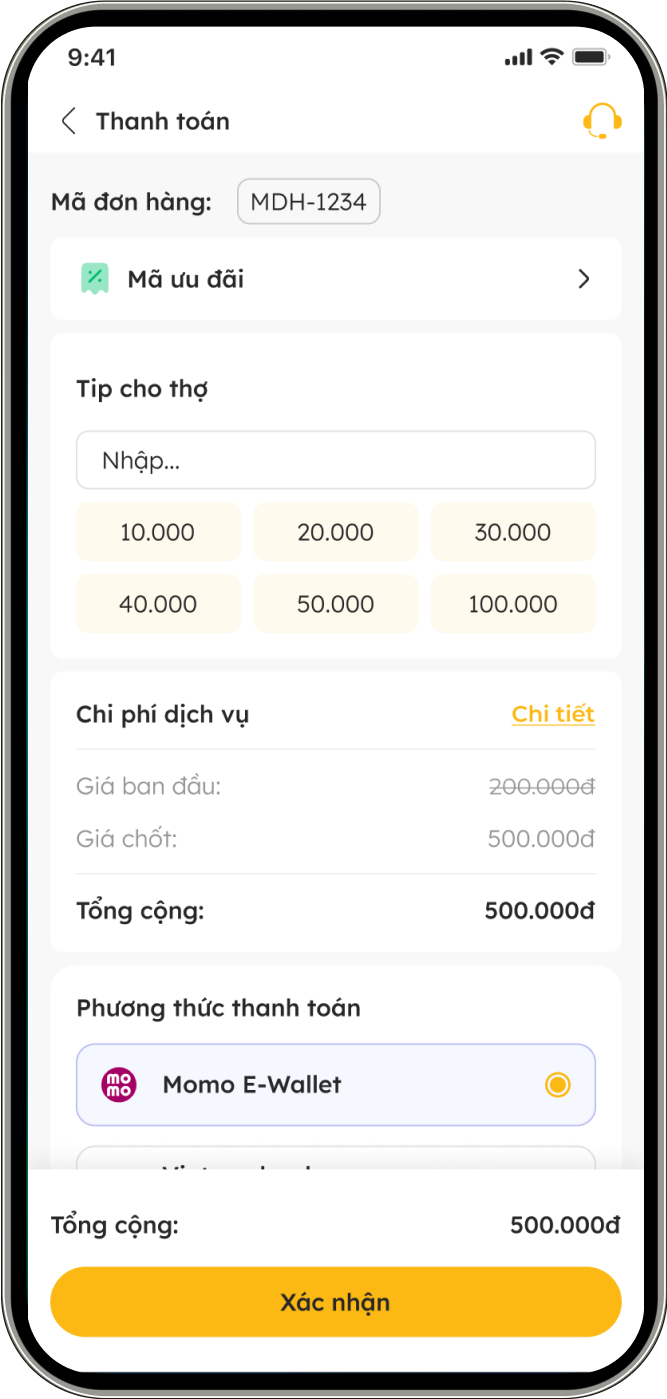 9:41
Thanh toán
Mã đơn hàng: MDH-1234
Mã ưu đãi
Tip cho thợ
Nhập...
10.000 20.000 30.000
40.000 50.000 100.000
Chi phí dịch vụ Chi tiết
Giá ban đầu: 200.000đ
Giá chốt: 500.000đ
Tổng cộng: 500.000đ
Phương thức thanh toán
momo Momo E-Wallet
Tổng cộng: 500.000đ
Xác nhận